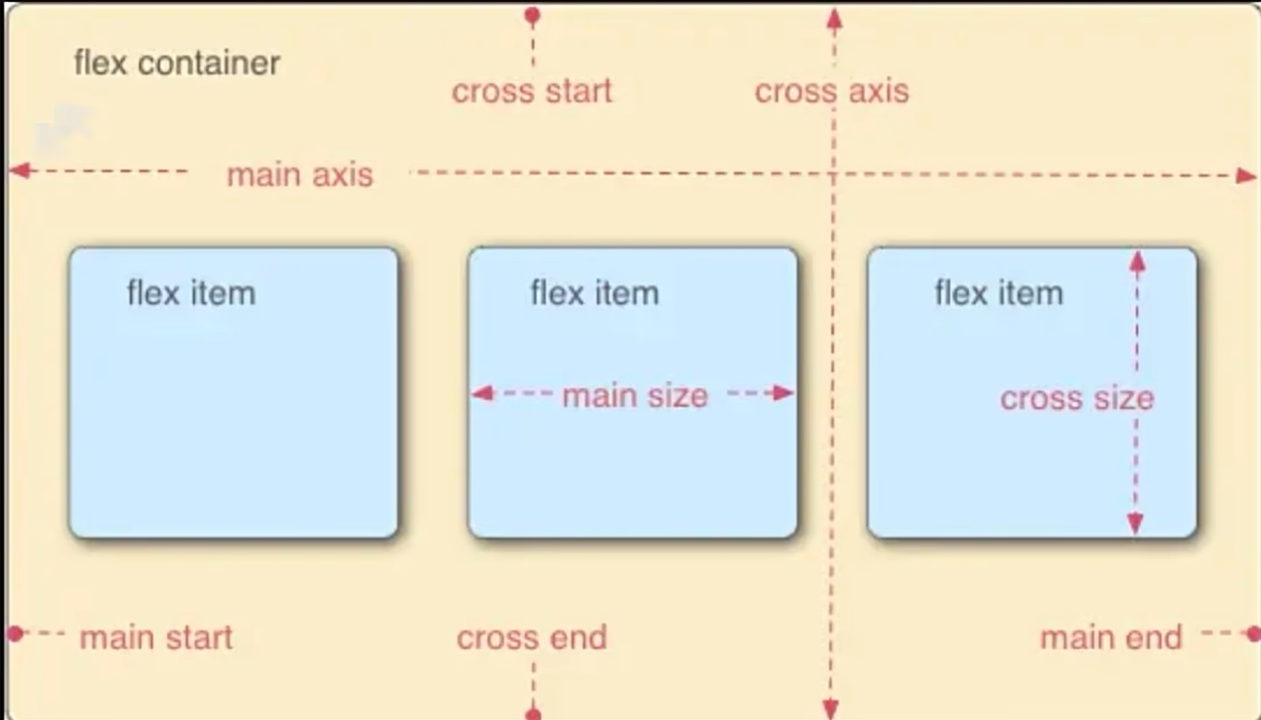 flex container
cross start
cross axis
main axis
flex item
flex item
flex item
main size
cross size
main start
cross end
main end